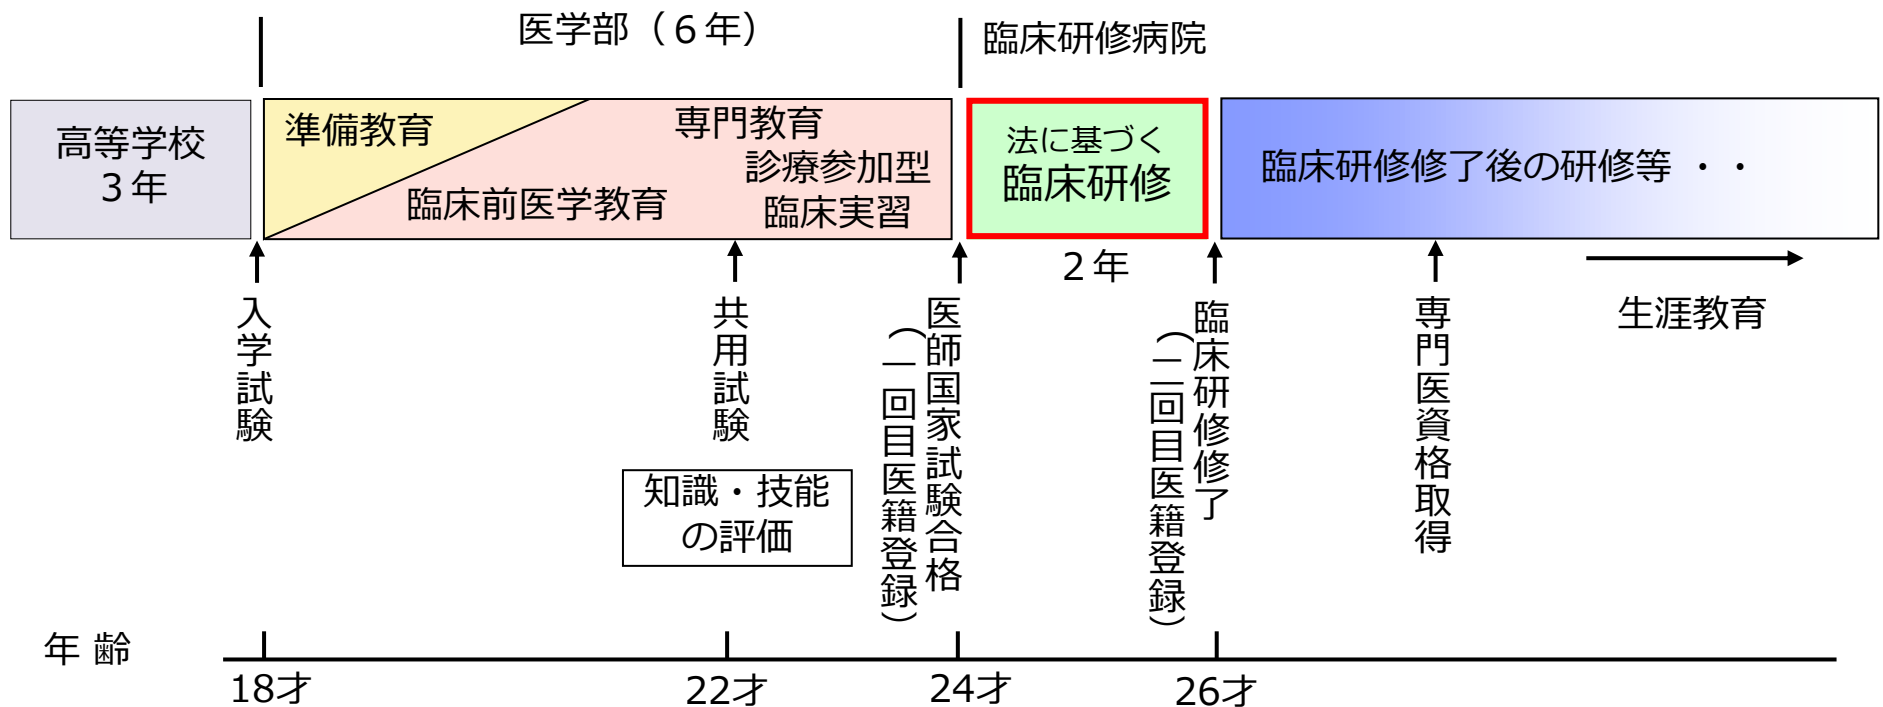 医学部（６年）
臨床研修病院
高等学校
３年
準備教育
専門教育
診療参加型
臨床実習
臨床前医学教育
法に基づく
臨床研修
臨床研修修了後の研修等 ・・
２年
入学試験
共用試験
医師国家試験合格
（一回目医籍登録）
臨床研修修了
（二回目医籍登録）
専門医資格取得
生涯教育
知識・技能
の評価
年 齢
18才
22才
24才
26才